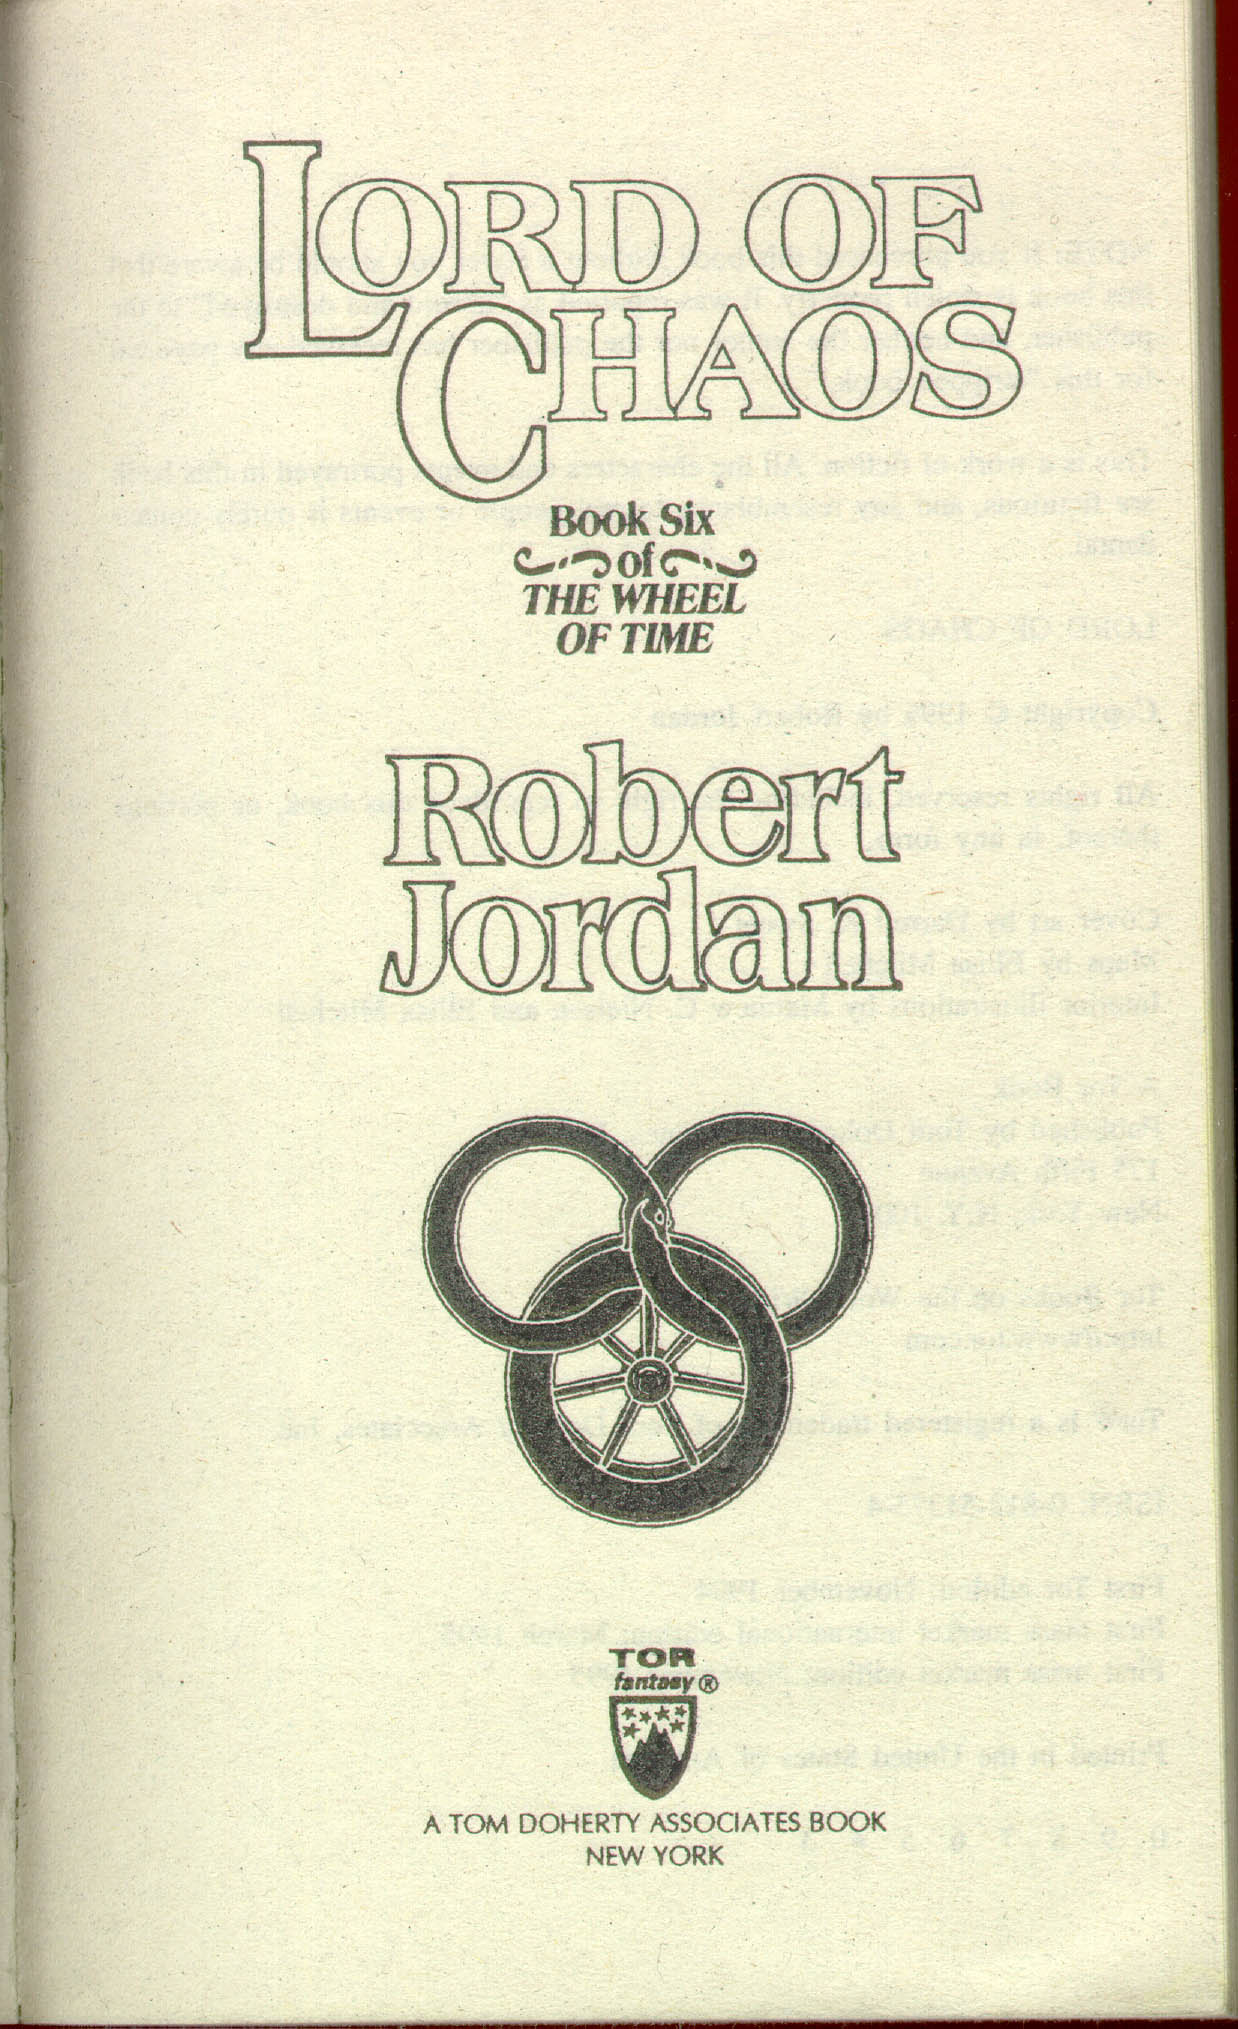 LORD OF
CHAOS
Book Six
of
THE WHEEL
OF TIME
Robert
Jordan
TOR
fantasy®
A TOM DOHERTY ASSOCIATES BOOK
NEW YORK